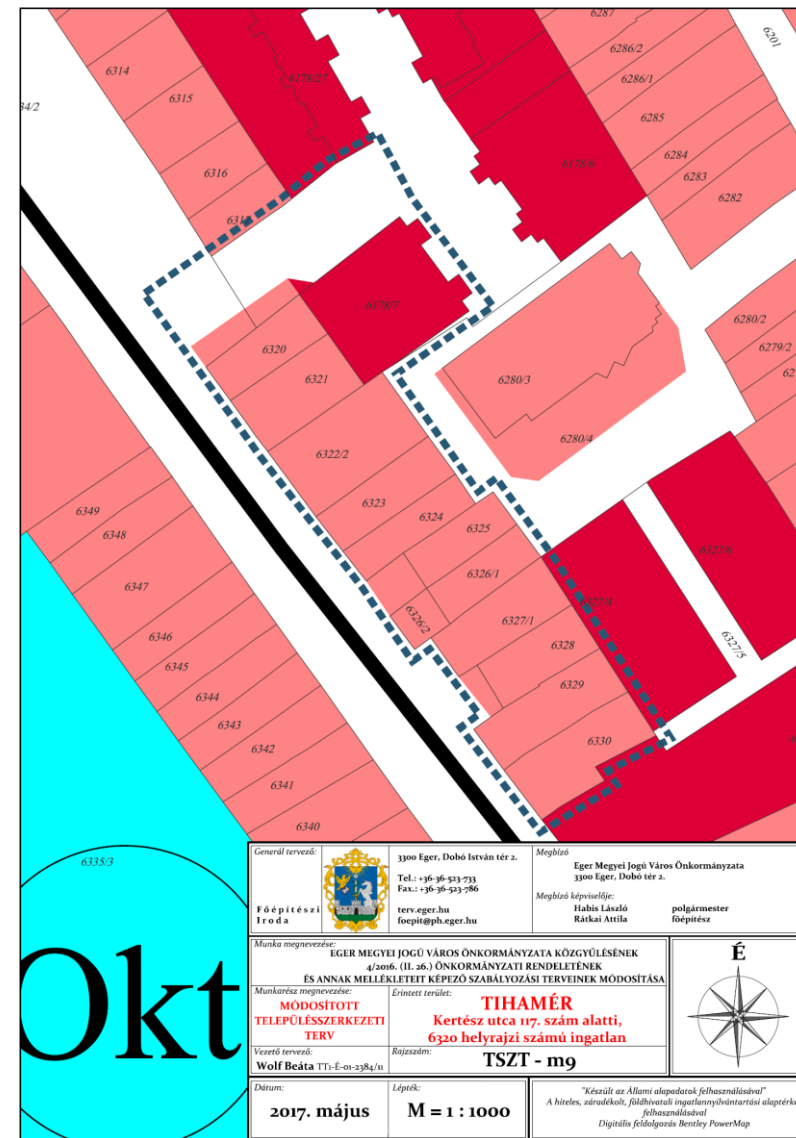 6287
6286/2
6201
6314
6178/27
6286/1
6315
34/2
6285
6316
6178/6
6284
6283
6282
6178/7
6280/2
6320
6279/2
6321
6280/3
6280/4
6322/2
6323
6324
6325
6349
6348
6326/1
6347
6326/2
6327/1
6327/4
6327/6
6328
6327/5
6346
6345
6329
6344
6343
6330
6342
6341
6340
6335/3
Okt
Generál tervező:
Főépítészi
Iroda
3300 Eger, Dobó István tér 2.
Tel.: +36-36-523-733
Fax.: +36-36-523-786
terv.eger.hu
foepit@ph.eger.hu
Megbízó
Eger Megyei Jogú Város Önkormányzata
3300 Eger, Dobó tér 2.
Megbízó képviselője:
Habis László polgármester
Rátkai Attila főépítész
Munka megnevezése:
EGER MEGYEI JOGÚ VÁROS ÖNKORMÁNYZATA KÖZGYŰLÉSÉNEK
4/2016. (II. 26.) ÖNKORMÁNYZATI RENDELETÉNEK
ÉS ANNAK MELLÉKLETEIT KÉPEZŐ SZABÁLYOZÁSI TERVEINEK MÓDOSÍTÁSA
É
Munkarész megnevezése:
MÓDOSÍTOTT
TELEPÜLÉSSZERKEZETI
TERV
Érintett terület:
TIHAMÉR
Kertész utca 117. szám alatti,
6320 helyrajzi számú ingatlan
Vezető tervező:
Wolf Beáta TT1-É-01-2384/11
Rajzszám:
TSZT - m9
Dátum:
2017. május
Lépték:
M = 1 : 1000
"Készült az Állami alapadatok felhasználásával"
A hiteles, záradékolt, földhivatali ingatlannyilvántartási alaptérké
felhasználásával
Digitális feldolgozás Bentley PowerMap